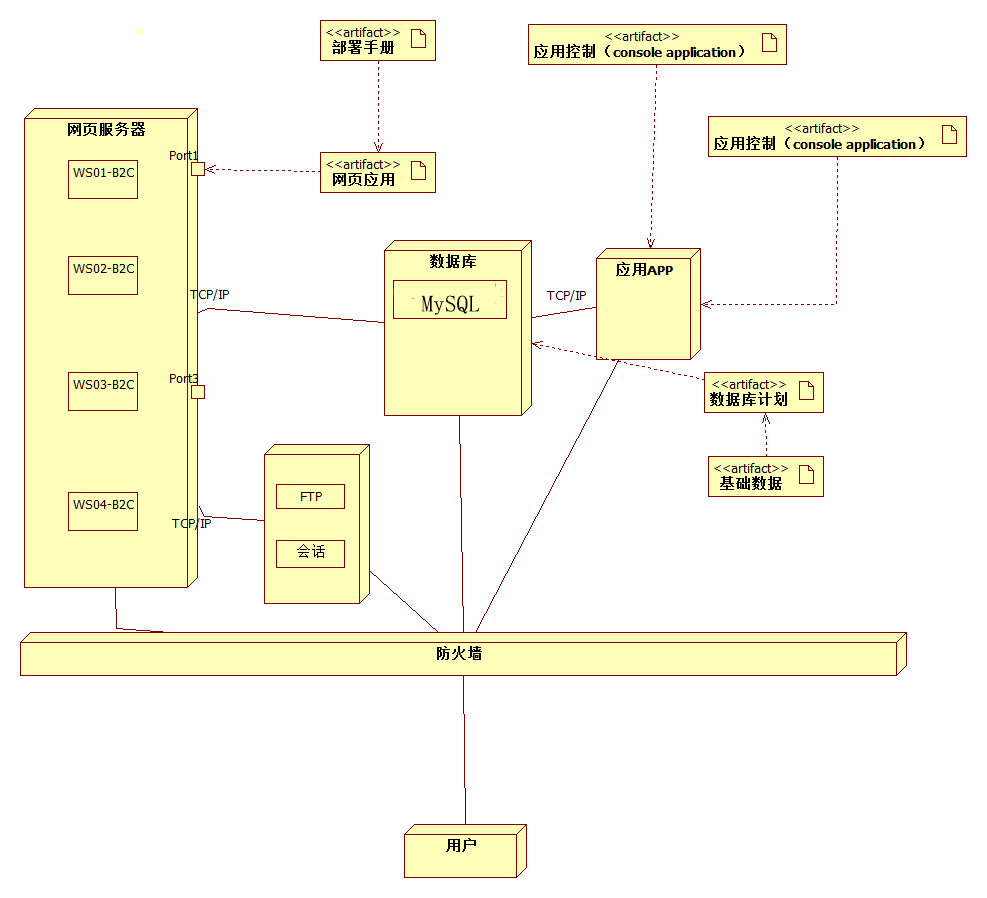 <<artifact>>
部署手册
<<artifact>>
应用控制（console application）
<<artifact>>
应用控制（console application）
网页服务器
Port1
WS01-B2C
<<artifact>>
网页应用
WS02-B2C
TCP/IP
数据库
MySQL
TCP/IP
应用APP
WS03-B2C
Port3
<<artifact>>
数据库计划
<<artifact>>
基础数据
WS04-B2C
TCP/IP
FTP
会话
防火墙
用户